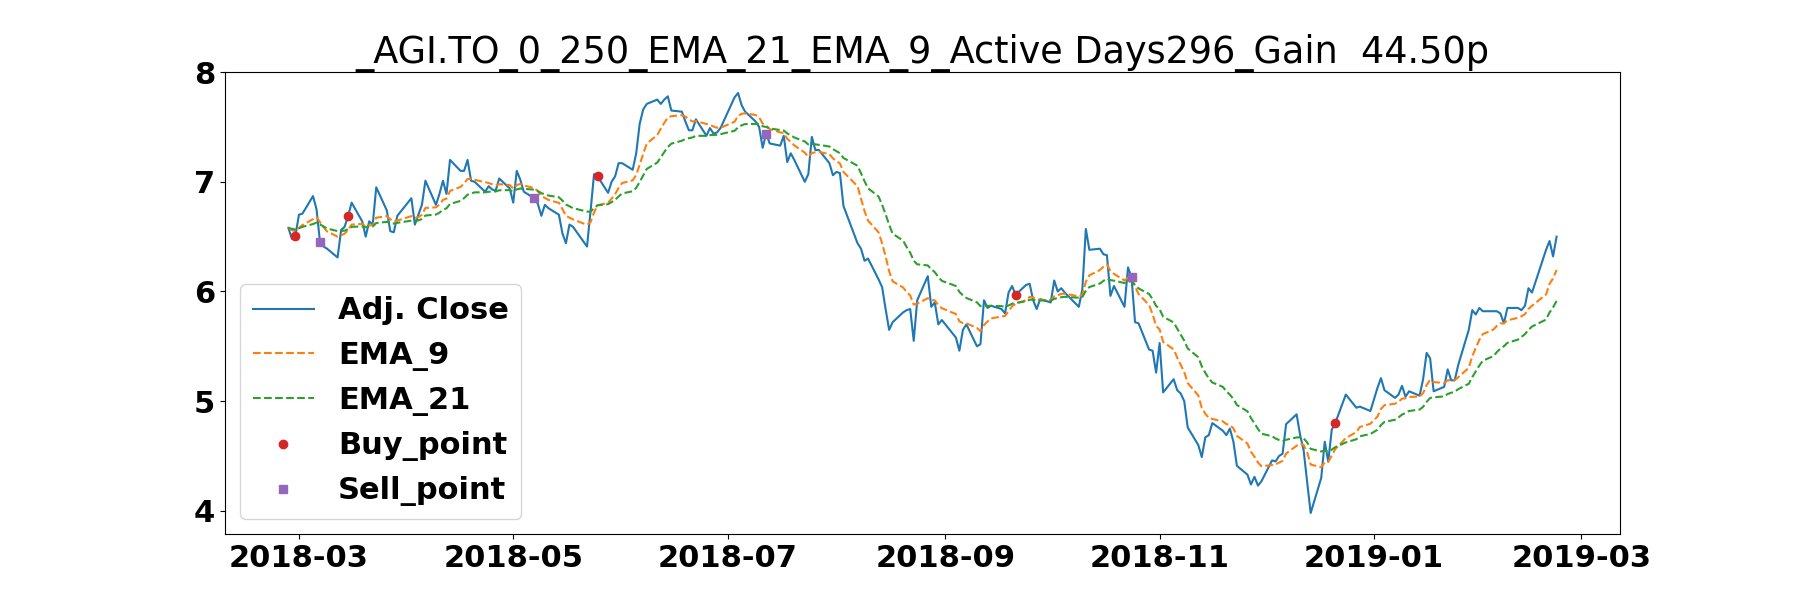 _AGI.TO_0_250_EMA_21_EMA_9_Active Days296_Gain  44.50p
8
7
6
5
4
Adj. Close
EMA_9
EMA_21
Buy_point
Sell_point
2018-03 2018-05 2018-07 2018-09 2018-11 2019-01 2019-03